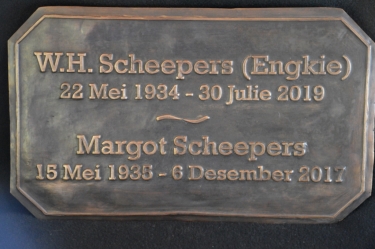 W.H. Scheepers (Engkie)
22 Mei 1934 - 30 Julie 2019
Margot Scheepers
15 Mei 1935 - 6 Desember 2017